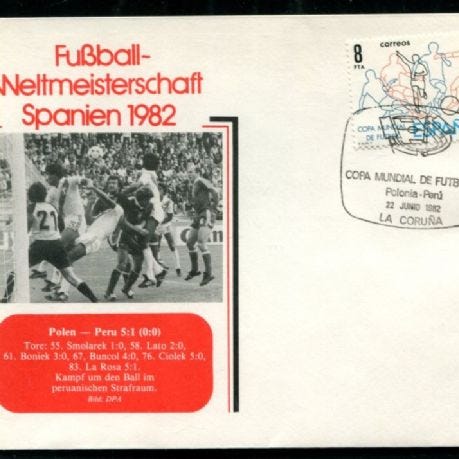 Fußball-
Weltmeisterschaft
Spanien 1982
21
Polen — Peru 5:1 (0:0)
Tore: 55. Smolarek 1:0, 58. Lato 2:0,
61. Boniek 3:0, 67. Buncol 4:0, 76. Ciolek 5:0,
83. La Rosa 5:1.
Kampf um den Ball im
peruanischen Strafraum.
Bild: DPA
8
PTA
correos
COPA MUNDIAL
DE FUTBOL
ESPAÑA
COPA MUNDIAL DE FUTB
Polonia-Perú
22 JUNIO 1982
LA CORUÑA